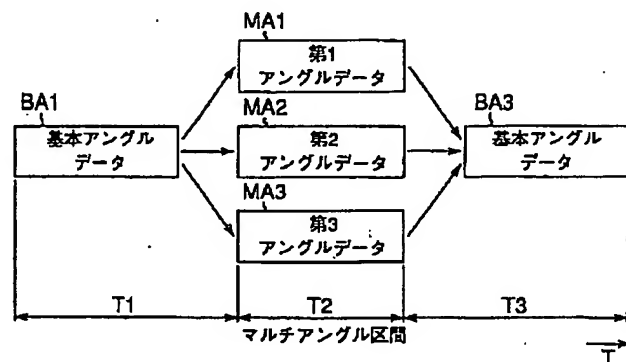 MA1
第1
アングルデータ
BA1
基本アングル
データ
MA2
第2
アングルデータ
BA3
基本アングル
データ
MA3
第3
アングルデータ
T1
T2
T3
マルチアングル区間
T